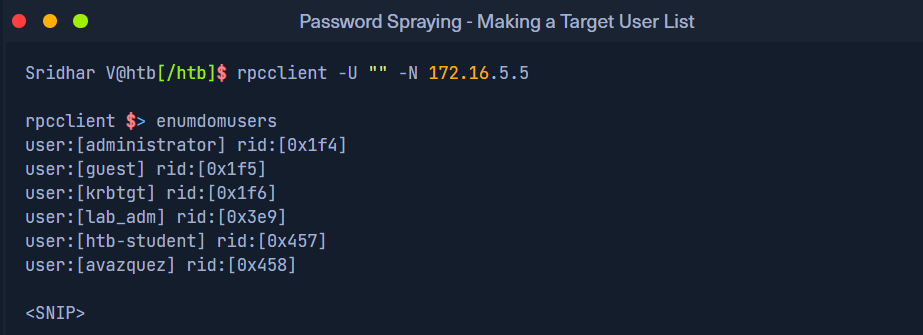 Password Spraying - Making a Target User List
Sridhar V@htb[/htb]$ rpcclient -U "" -N 172.16.5.5
rpcclient $> enumdomusers
user:[administrator] rid:[0x1f4]
user:[guest] rid:[0x1f5]
user:[krbtgt] rid:[0x1f6]
user:[lab_adm] rid:[0x3e9]
user:[htb-student] rid:[0x457]
user:[avazquez] rid:[0x458]
<SNIP>